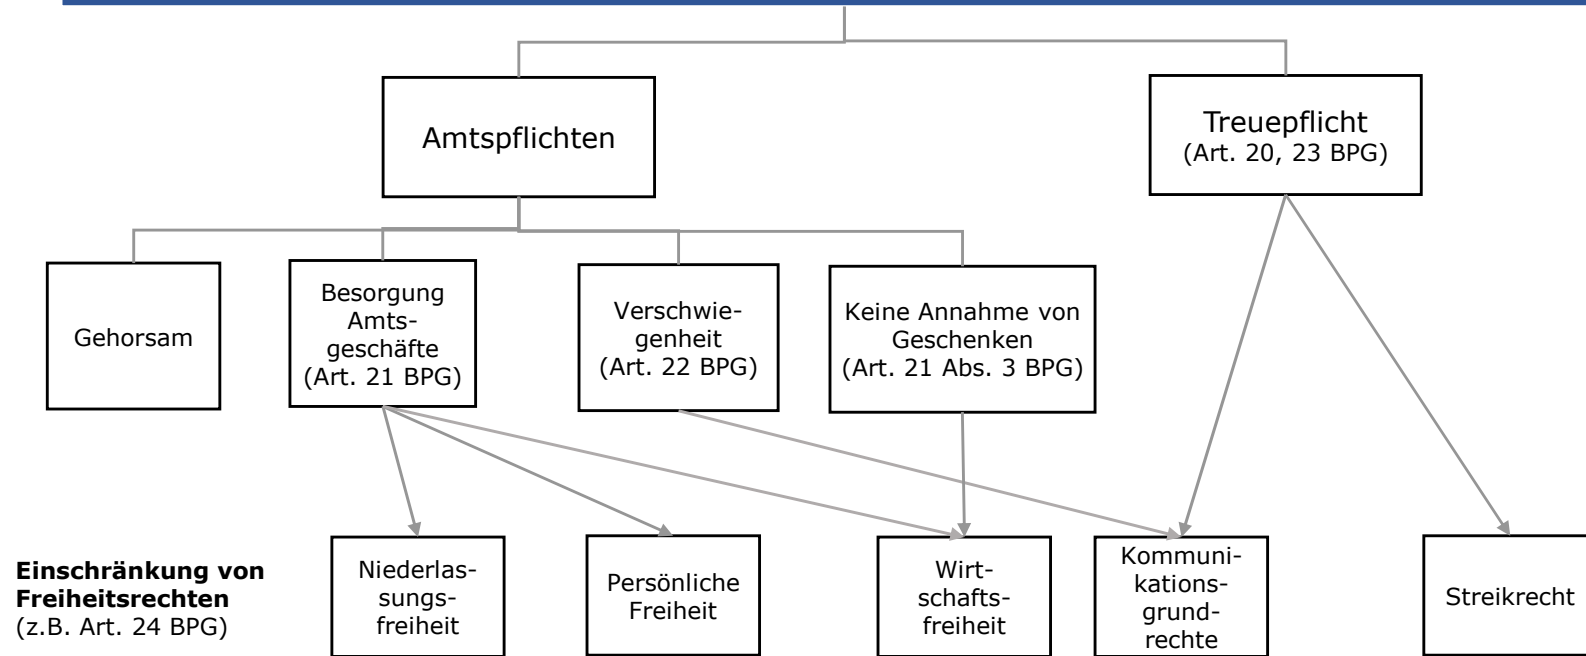 Amtspflichten
Treuepflicht
(Art. 20, 23 BPG)
Gehorsam
Besorgung
Amts-
geschäfte
(Art. 21 BPG)
Verschwie-
genheit
(Art. 22 BPG)
Keine Annahme von
Geschenken
(Art. 21 Abs. 3 BPG)
Einschränkung von
Freiheitsrechten
(z.B. Art. 24 BPG)
Niederlas-
sungs-
freiheit
Persönliche
Freiheit
Wirt-
schafts-
freiheit
Kommuni-
kations-
grund-
rechte
Streikrecht